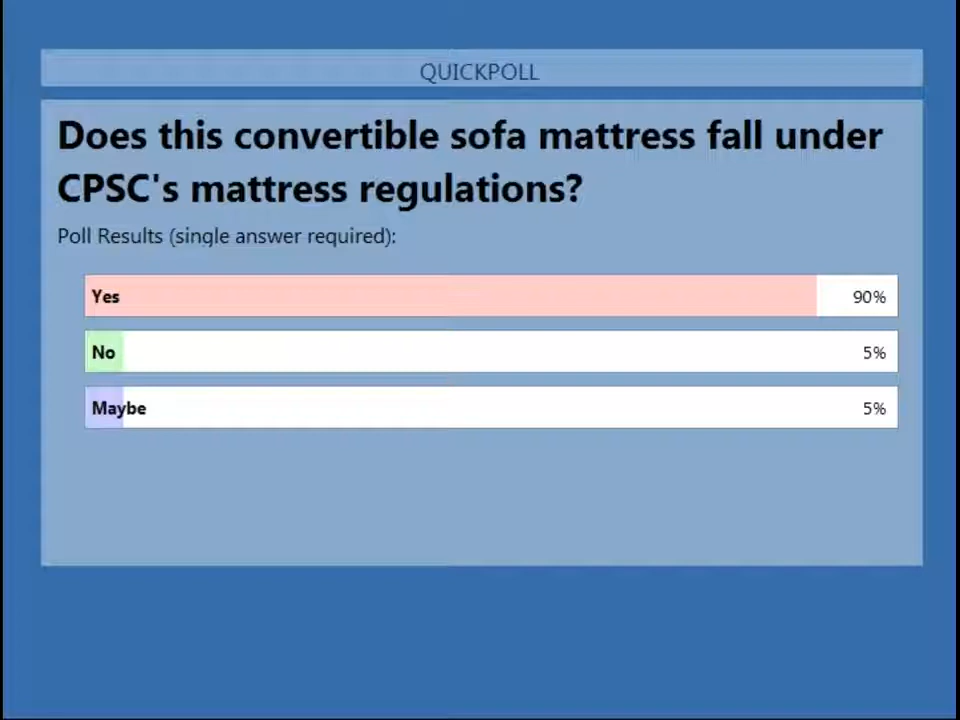 QUICKPOLL
Does this convertible sofa mattress fall under
CPSC's mattress regulations?
Poll Results (single answer required):
Yes 90%
No 5%
Maybe 5%